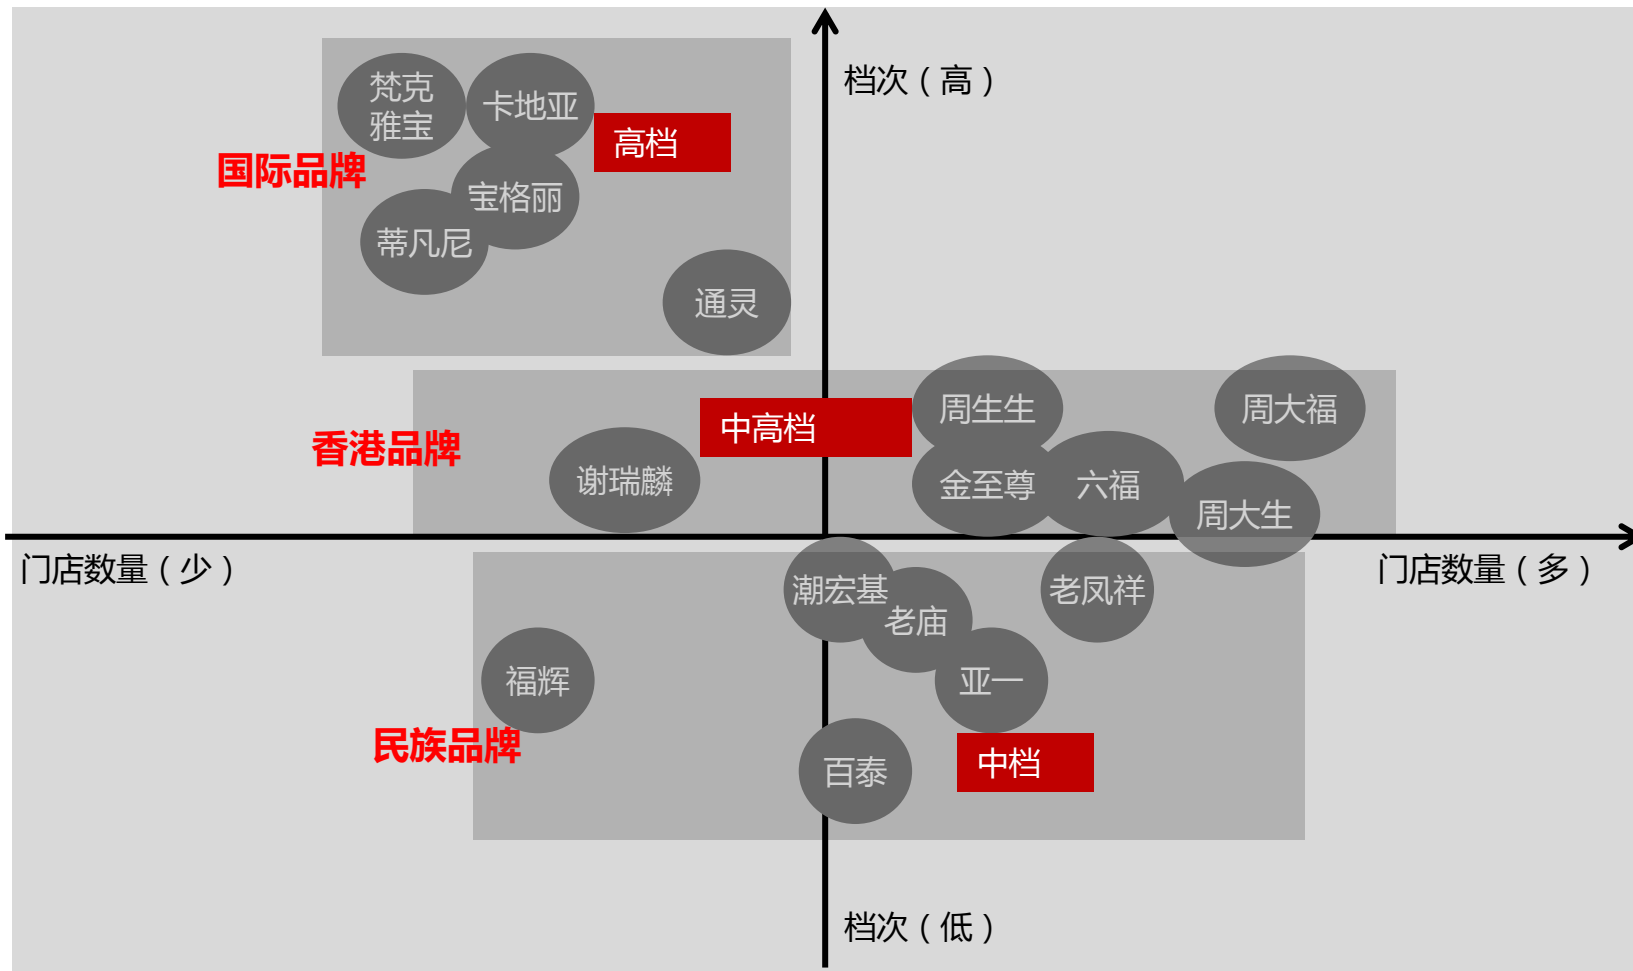 档次（高）
梵克
雅宝
卡地亚
高档
国际品牌
宝格丽
蒂凡尼
通灵
周生生
周大福
中高档
香港品牌
谢瑞麟
金至尊
六福
周大生
门店数量（少）
门店数量（多）
潮宏基
老凤祥
老庙
福辉
亚一
民族品牌
百泰
中档
档次（低）